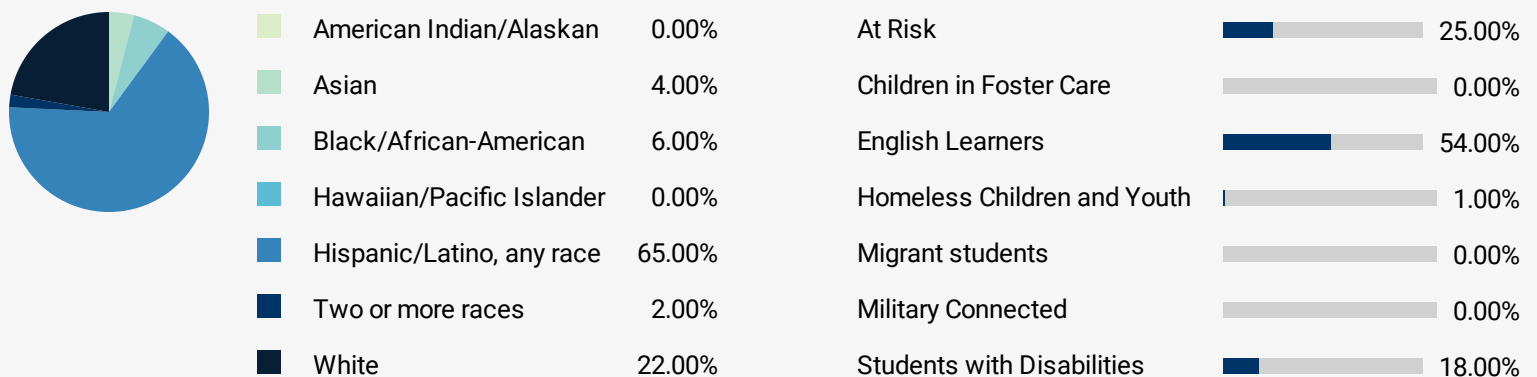 American Indian/Alaskan 0.00%
Asian 4.00%
Black/African-American 6.00%
Hawaiian/Pacific Islander 0.00%
Hispanic/Latino, any race 65.00%
Two or more races 2.00%
White 22.00%
At Risk 25.00%
Children in Foster Care 0.00%
English Learners 54.00%
Homeless Children and Youth 1.00%
Migrant students 0.00%
Military Connected 0.00%
Students with Disabilities 18.00%